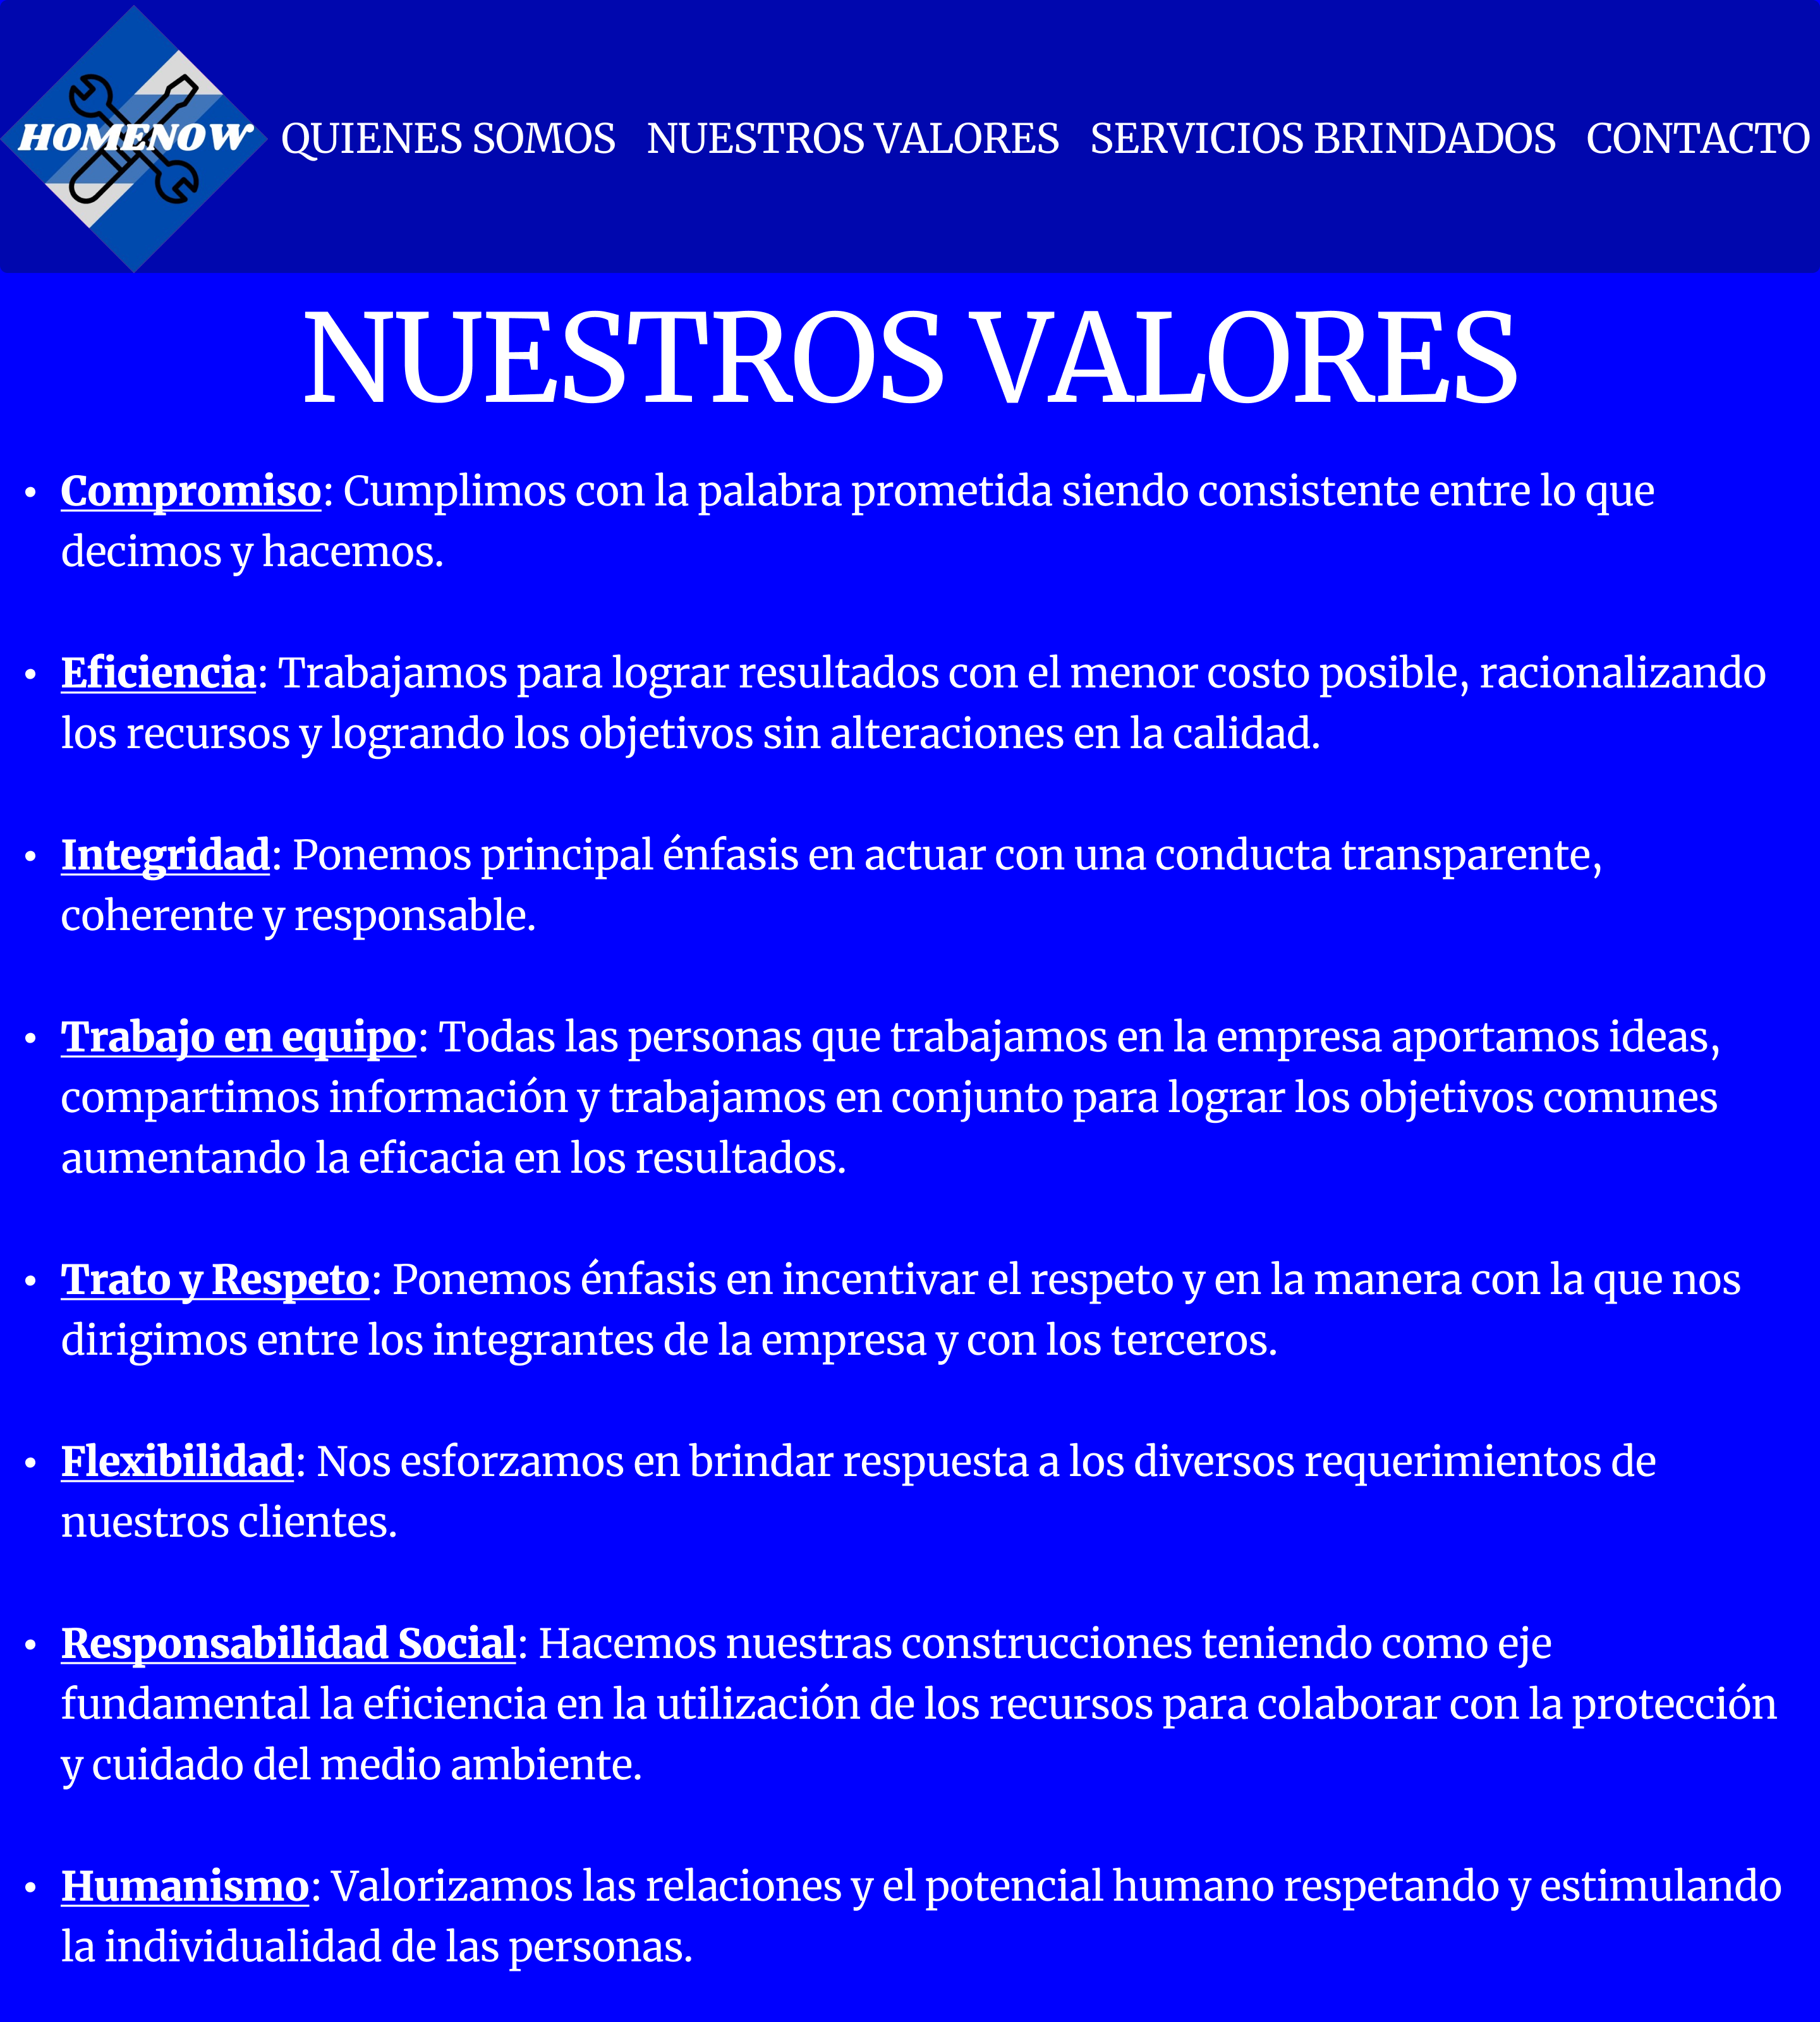 HOMENOW
QUIENES SOMOS NUESTROS VALORES SERVICIOS BRINDADOS CONTACTO
NUESTROS VALORES
• Compromiso: Cumplimos con la palabra prometida siendo consistente entre lo que
decimos y hacemos.
• Eficiencia: Trabajamos para lograr resultados con el menor costo posible, racionalizando
los recursos y logrando los objetivos sin alteraciones en la calidad.
• Integridad: Ponemos principal énfasis en actuar con una conducta transparente,
coherente y responsable.
• Trabajo en equipo: Todas las personas que trabajamos en la empresa aportamos ideas,
compartimos información y trabajamos en conjunto para lograr los objetivos comunes
aumentando la eficacia en los resultados.
• Trato y Respeto: Ponemos énfasis en incentivar el respeto y en la manera con la que nos
dirigimos entre los integrantes de la empresa y con los terceros.
• Flexibilidad: Nos esforzamos en brindar respuesta a los diversos requerimientos de
nuestros clientes.
• Responsabilidad Social: Hacemos nuestras construcciones teniendo como eje
fundamental la eficiencia en la utilización de los recursos para colaborar con la protección
y cuidado del medio ambiente.
• Humanismo: Valorizamos las relaciones y el potencial humano respetando y estimulando
la individualidad de las personas.